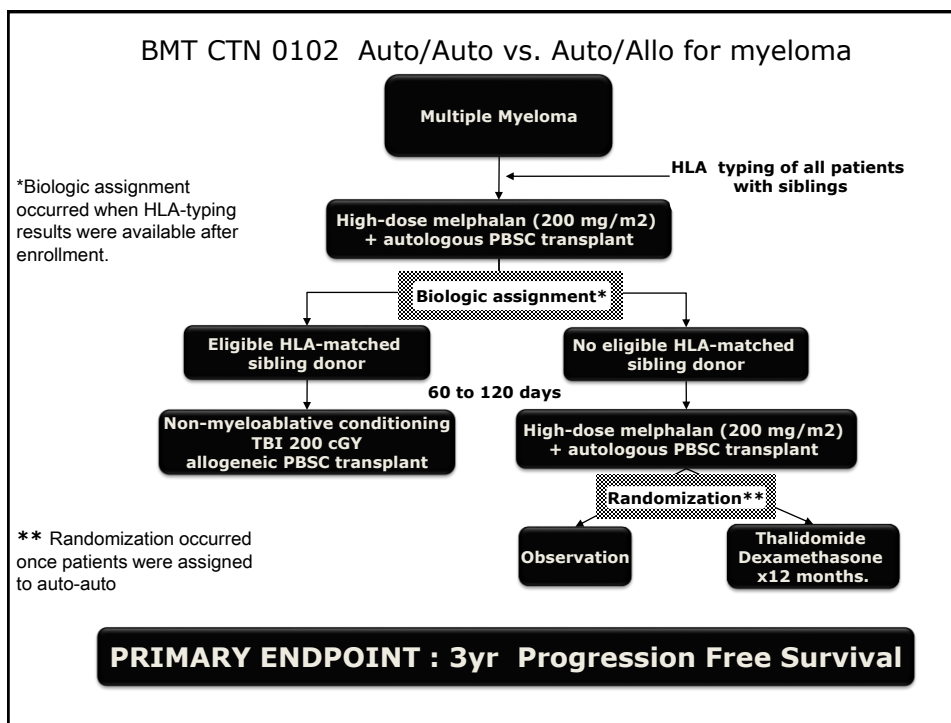 BMT CTN 0102 Auto/Auto vs. Auto/Allo for myeloma
Multiple Myeloma
HLA typing of all patients
with siblings
*Biologic assignment
occurred when HLA-typing
results were available after
enrollment.
High-dose melphalan (200 mg/m2)
+ autologous PBSC transplant
Biologic assignment*
Eligible HLA-matched
sibling donor
No eligible HLA-matched
sibling donor
60 to 120 days
Non-myeloablative conditioning
TBI 200 cGY
allogeneic PBSC transplant
High-dose melphalan (200 mg/m2)
+ autologous PBSC transplant
Randomization**
** Randomization occurred
once patients were assigned
to auto-auto
Observation
Thalidomide
Dexamethasone
x12 months.
PRIMARY ENDPOINT : 3yr Progression Free Survival